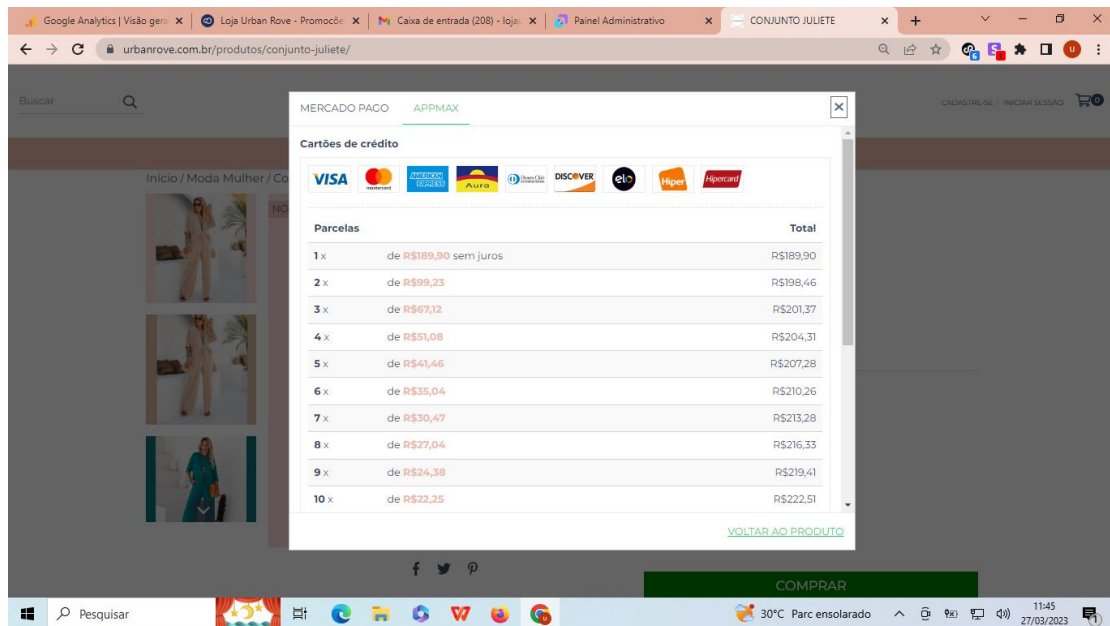 Google Analytics | Visão gera
Loja Urban Rove - Promoçõe
Caixa de entrada (208) - loja
Painel Administrativo
CONJUNTO JULIETE
urbanrove.com.br/produtos/conjunto-juliete/
Buscar
CADASTRE-SE | INICIAR SESSÃO
0
MERCADO PAGO APPMAX
Início / Moda Mulher / Co
NO
Cartões de crédito
VISA mastercard AMERICAN EXPRESS Aura Diners Club DISCOVER elo Hiper Hipercard
Parcelas Total
1 x de R$189,90 sem juros R$189,90
2 x de R$99,23 R$198,46
3 x de R$67,12 R$201,37
4 x de R$51,08 R$204,31
5 x de R$41,46 R$207,28
6 x de R$35,04 R$210,26
7 x de R$30,47 R$213,28
8 x de R$27,04 R$216,33
9 x de R$24,38 R$219,41
10 x de R$22,25 R$222,51
VOLTAR AO PRODUTO
COMPRAR
Pesquisar
30°C Parc ensolarado
11:45
27/03/2023